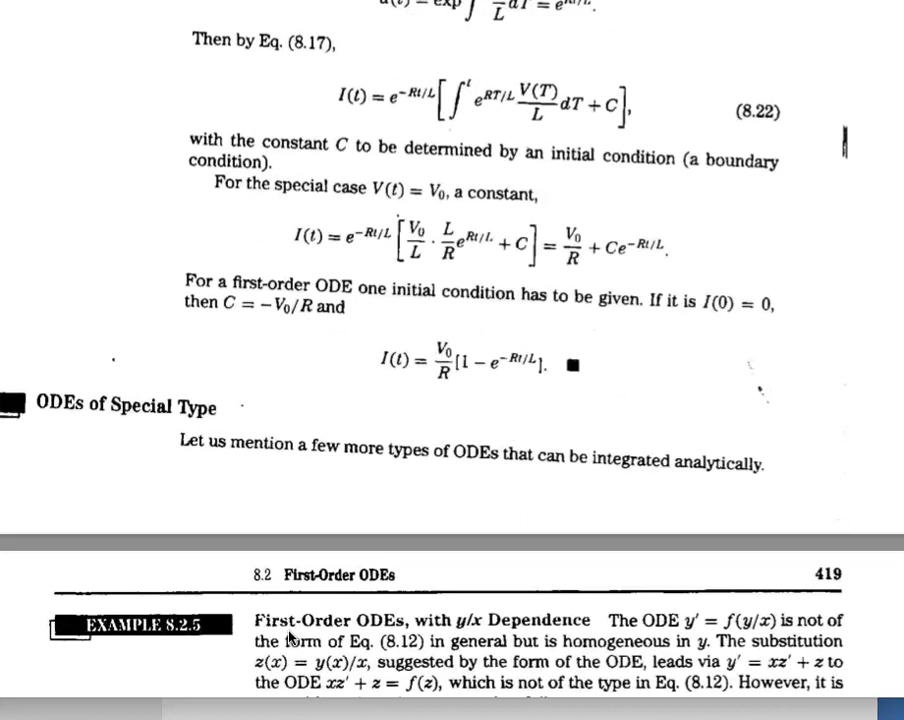 Then by Eq. (8.17),
I(t) = e^{-Rt/L} [ ∫^t e^{RT/L} V(T)/L dT + C ], (8.22)
with the constant C to be determined by an initial condition (a boundary
condition).
For the special case V(t) = V₀, a constant,
I(t) = e^{-Rt/L} [ V₀/L · L/R e^{Rt/L} + C ] = V₀/R + Ce^{-Rt/L}.
For a first-order ODE one initial condition has to be given. If it is I(0) = 0,
then C = −V₀/R and
I(t) = V₀/R [1 − e^{-Rt/L}]. ■
ODEs of Special Type
Let us mention a few more types of ODEs that can be integrated analytically.
8.2 First-Order ODEs 419
EXAMPLE 8.2.5 First-Order ODEs, with y/x Dependence The ODE y′ = f(y/x) is not of
the form of Eq. (8.12) in general but is homogeneous in y. The substitution
z(x) = y(x)/x, suggested by the form of the ODE, leads via y′ = xz′ + z to
the ODE xz′ + z = f(z), which is not of the type in Eq. (8.12). However, it is